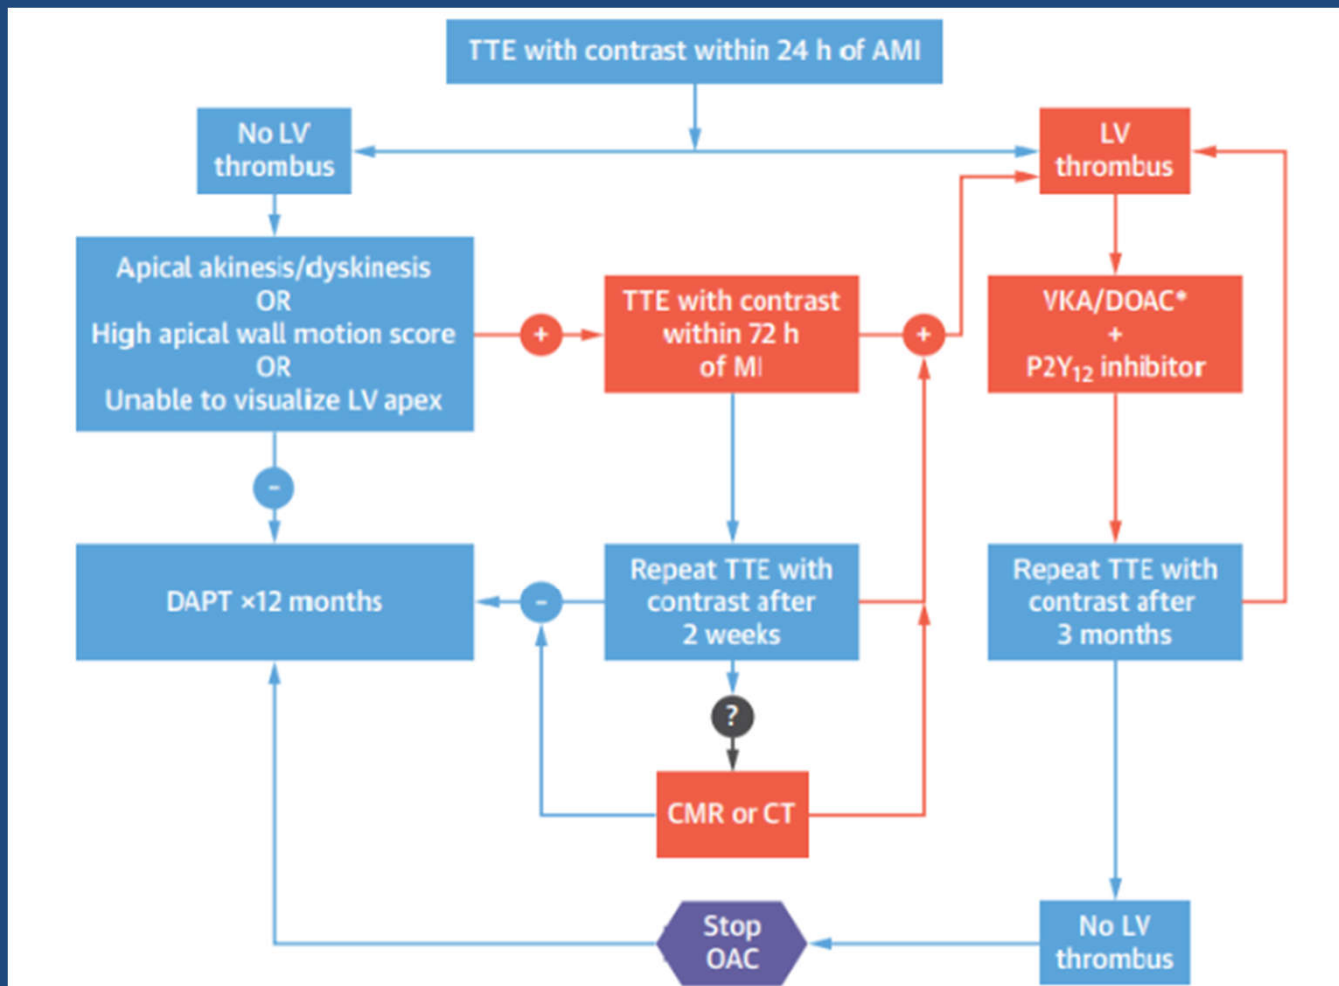 TTE with contrast within 24 h of AMI
No LV
thrombus
LV
thrombus
Apical akinesis/dyskinesis
OR
High apical wall motion score
OR
Unable to visualize LV apex
+
TTE with contrast
within 72 h
of MI
+
VKA/DOAC*
+
P2Y₁₂ inhibitor
-
DAPT ×12 months
-
Repeat TTE with
contrast after
2 weeks
Repeat TTE with
contrast after
3 months
?
CMR or CT
Stop
OAC
No LV
thrombus